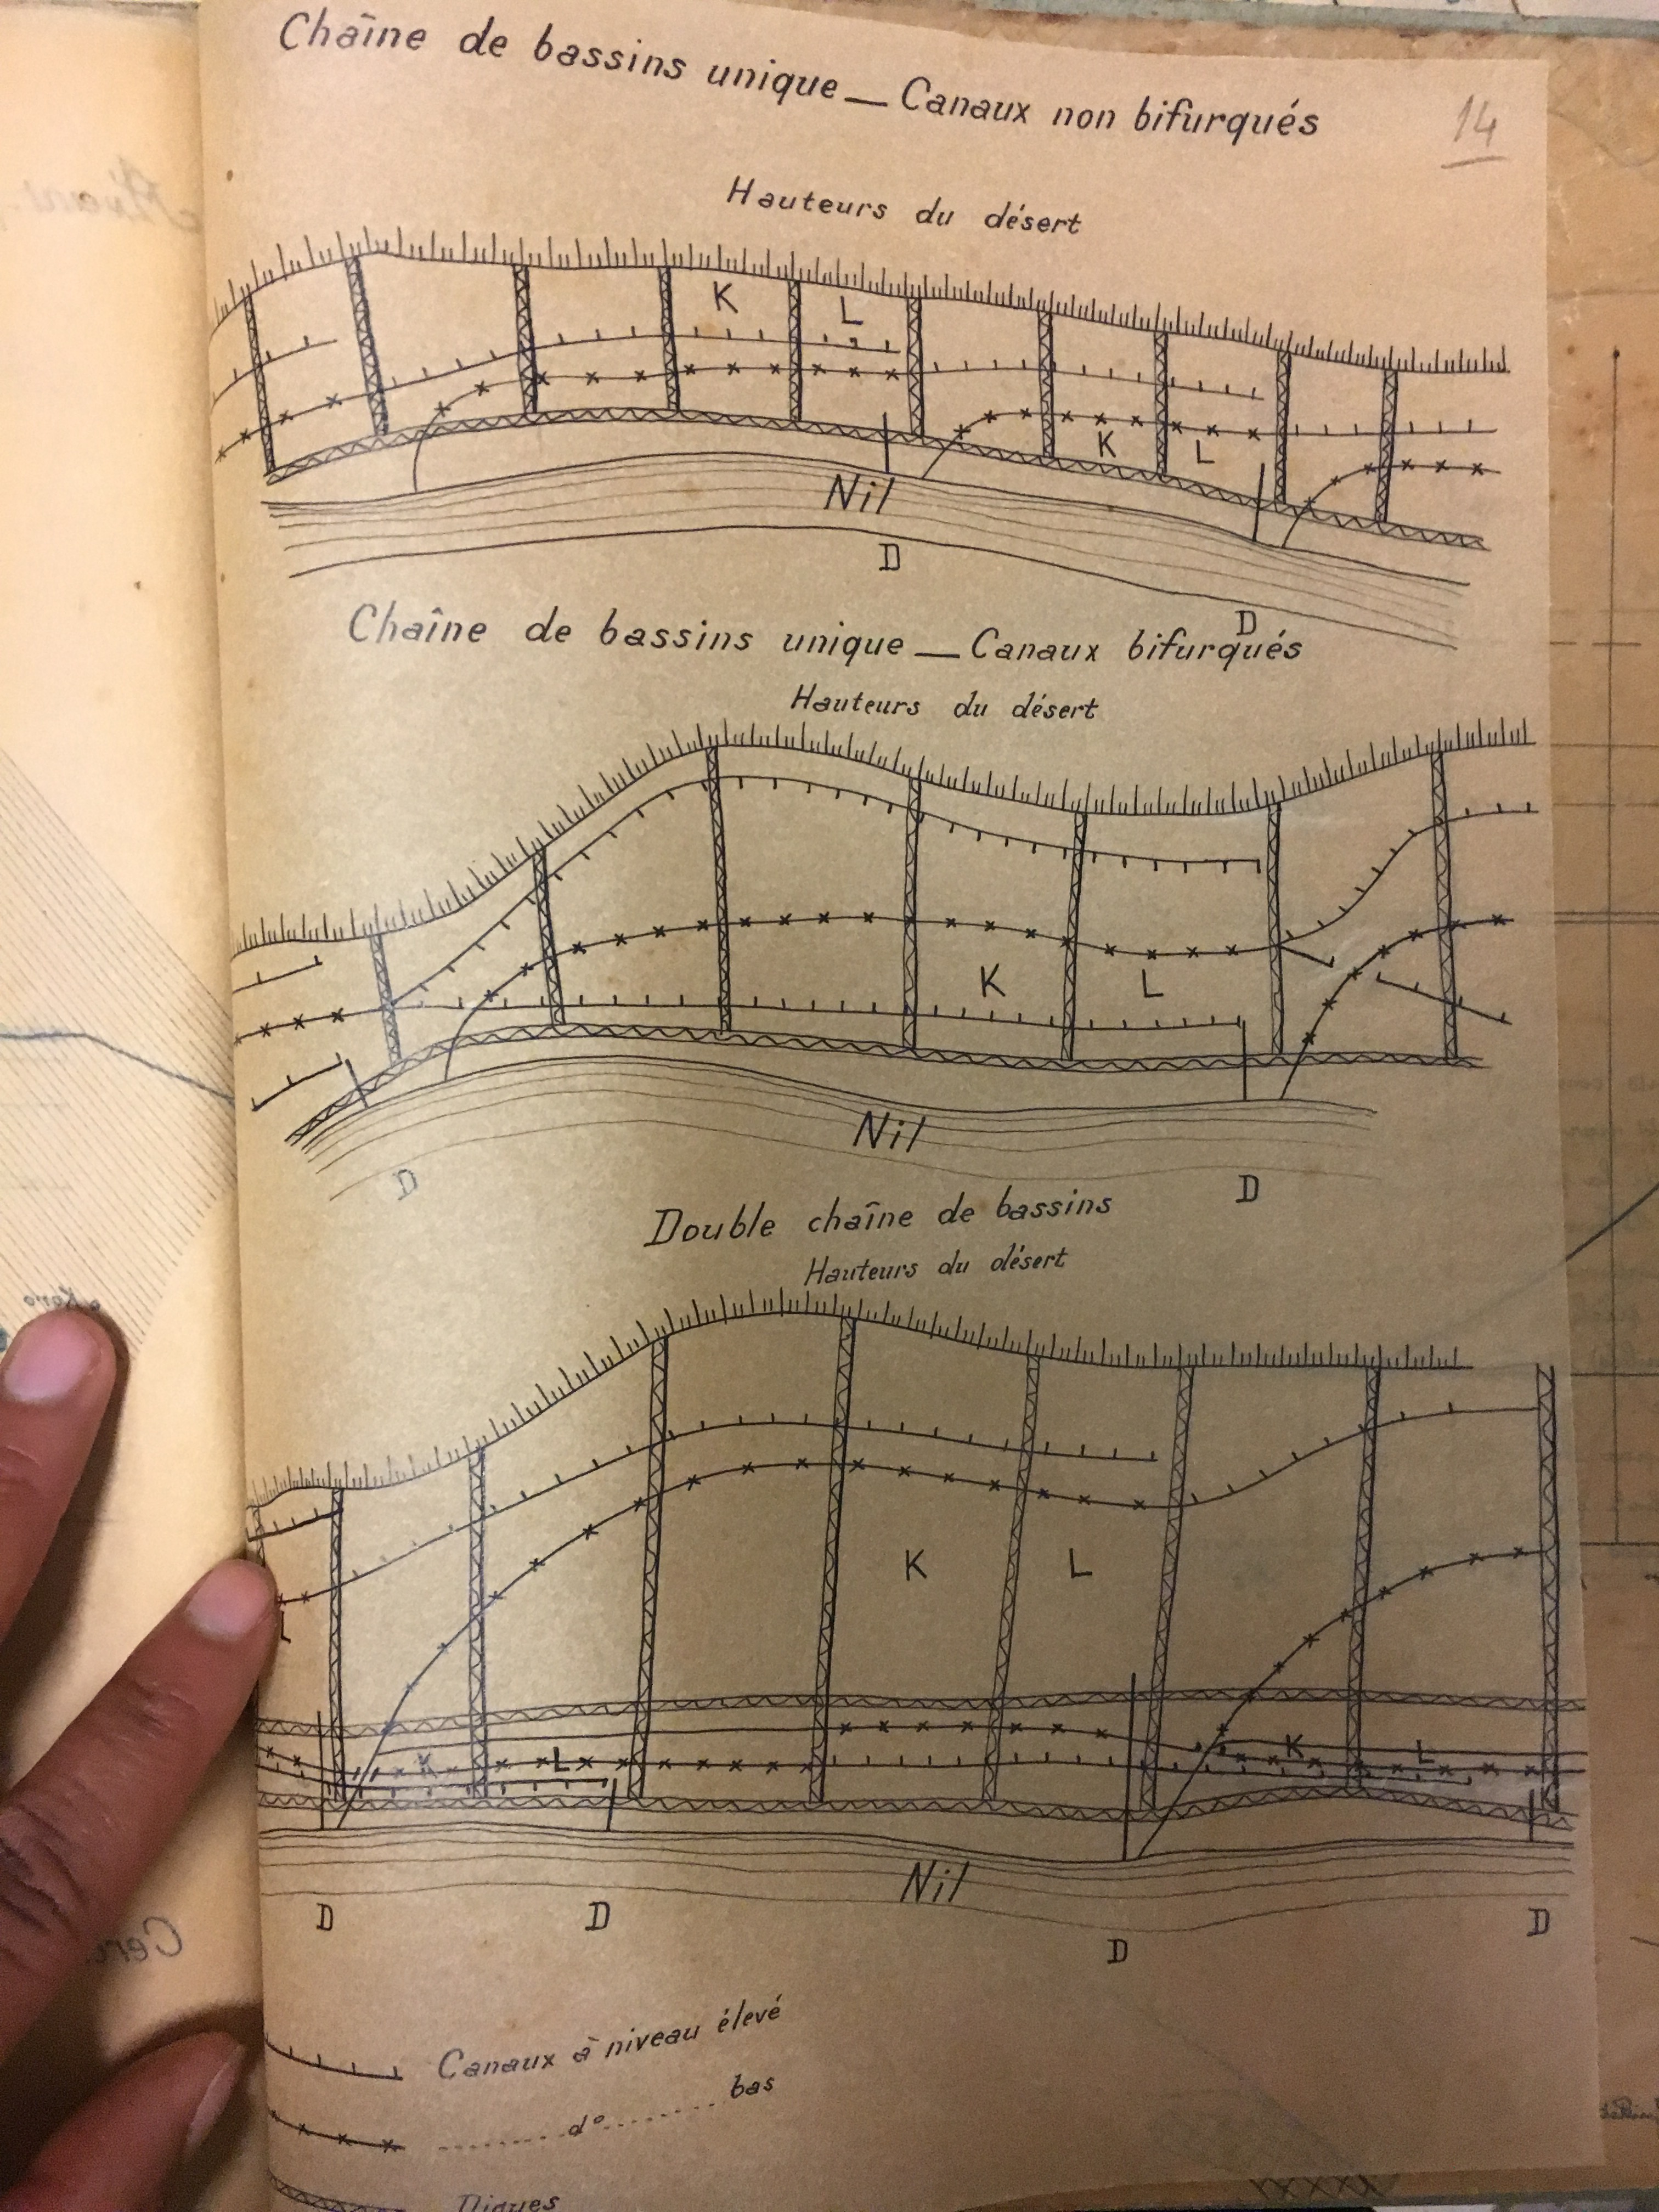 Chaîne de bassins unique — Canaux non bifurqués
14
Hauteurs du désert
K L
K L
Nil
D
D
Chaîne de bassins unique — Canaux bifurqués
Hauteurs du désert
K L
Nil
D D
Double chaîne de bassins
Hauteurs du désert
K L
K L K L
Nil
D D D D
Canaux à niveau élevé
d° bas
Digues